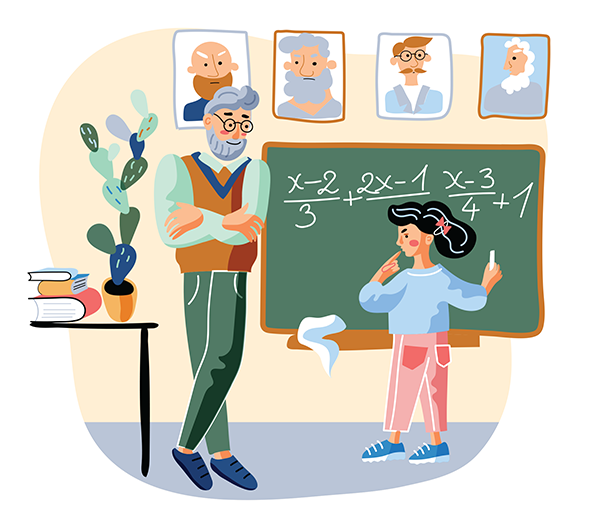 x-2/3 + 2x-1 x-3/4 + 1